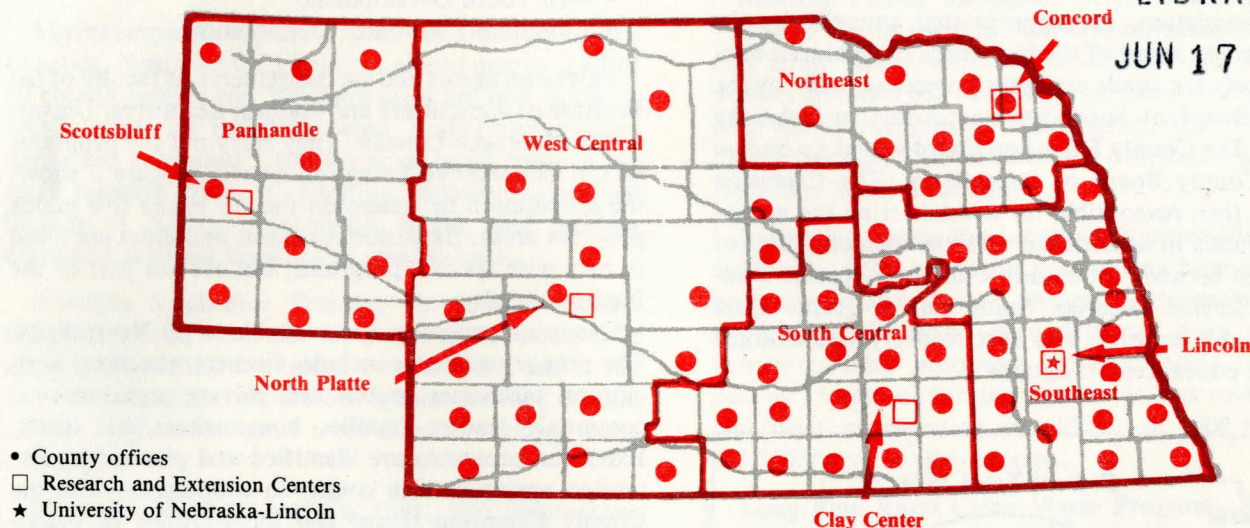 Concord
JUN 17
Northeast
Scottsbluff
Panhandle
West Central
South Central
Lincoln
North Platte
Southeast
• County offices
□ Research and Extension Centers
★ University of Nebraska-Lincoln
Clay Center